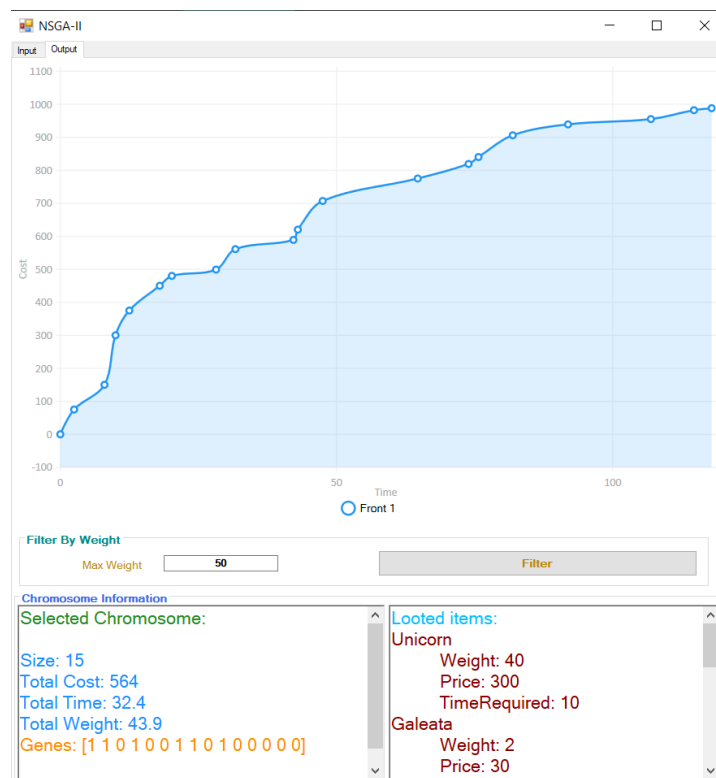 NSGA-II
Input Output
1100
1000
900
800
700
600
500
400
300
200
100
0
-100
Cost
0 50 100
Time
Front 1
Filter By Weight
Max Weight 50 Filter
Chromosome Information
Selected Chromosome:
Size: 15
Total Cost: 564
Total Time: 32.4
Total Weight: 43.9
Genes: [1 1 0 1 0 0 1 1 0 1 0 0 0 0 0]
Looted items:
Unicorn
Weight: 40
Price: 300
TimeRequired: 10
Galeata
Weight: 2
Price: 30